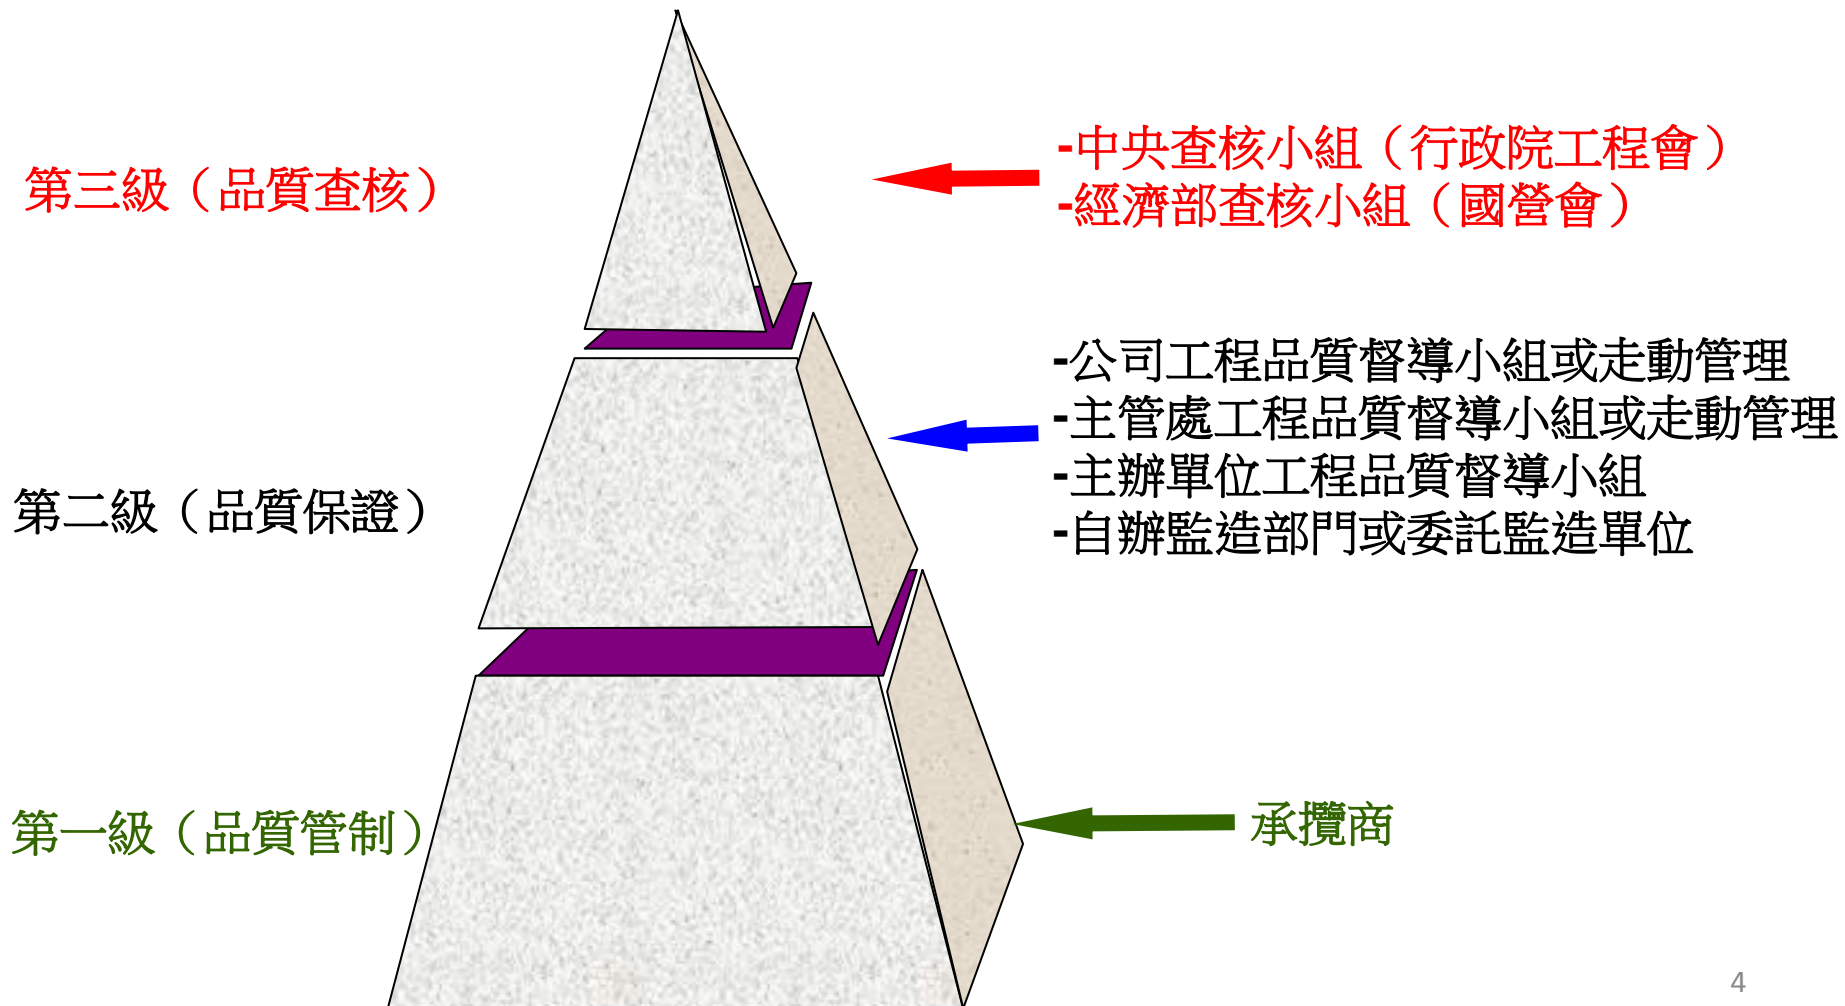 第三級（品質查核）
-中央查核小組（行政院工程會）
-經濟部查核小組（國營會）
第二級（品質保證）
-公司工程品質督導小組或走動管理
-主管處工程品質督導小組或走動管理
-主辦單位工程品質督導小組
-自辦監造部門或委託監造單位
第一級（品質管制）
承攬商
4